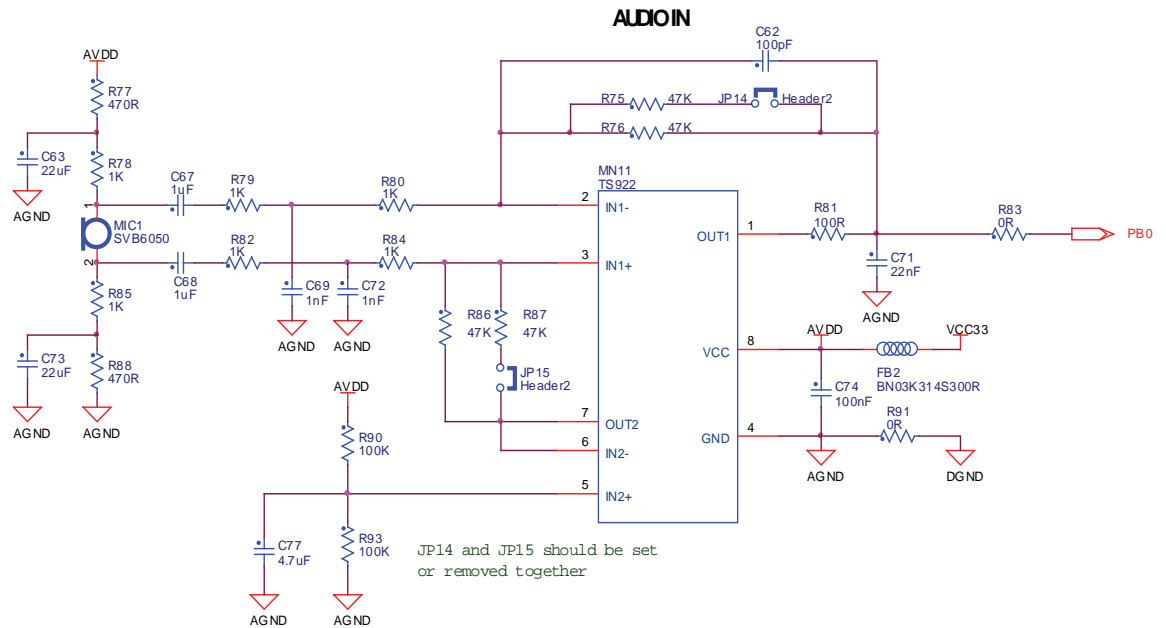 AUDIO IN
C62
100pF
AVDD
R77
470R
R75
47K
JP14
Header2
R76
47K
C63
22uF
R78
1K
C67
1uF
R79
1K
R80
1K
MN11
TS922
AGND
1
MIC1
SVB6050
2
2
IN1-
OUT1
1
R81
100R
R83
0R
PB0
C68
1uF
R82
1K
R84
1K
3
IN1+
C71
22nF
R85
1K
C69
1nF
C72
1nF
AGND
R86
47K
R87
47K
AGND
AGND
AVDD
VCC33
VCC
8
C73
22uF
R88
470R
JP15
Header2
FB2
BN03K314S300R
C74
100nF
AVDD
R91
0R
AGND
AGND
7
OUT2
GND
4
R90
100K
6
IN2-
AGND
DGND
5
IN2+
C77
4.7uF
R93
100K
JP14 and JP15 should be set
or removed together
AGND
AGND